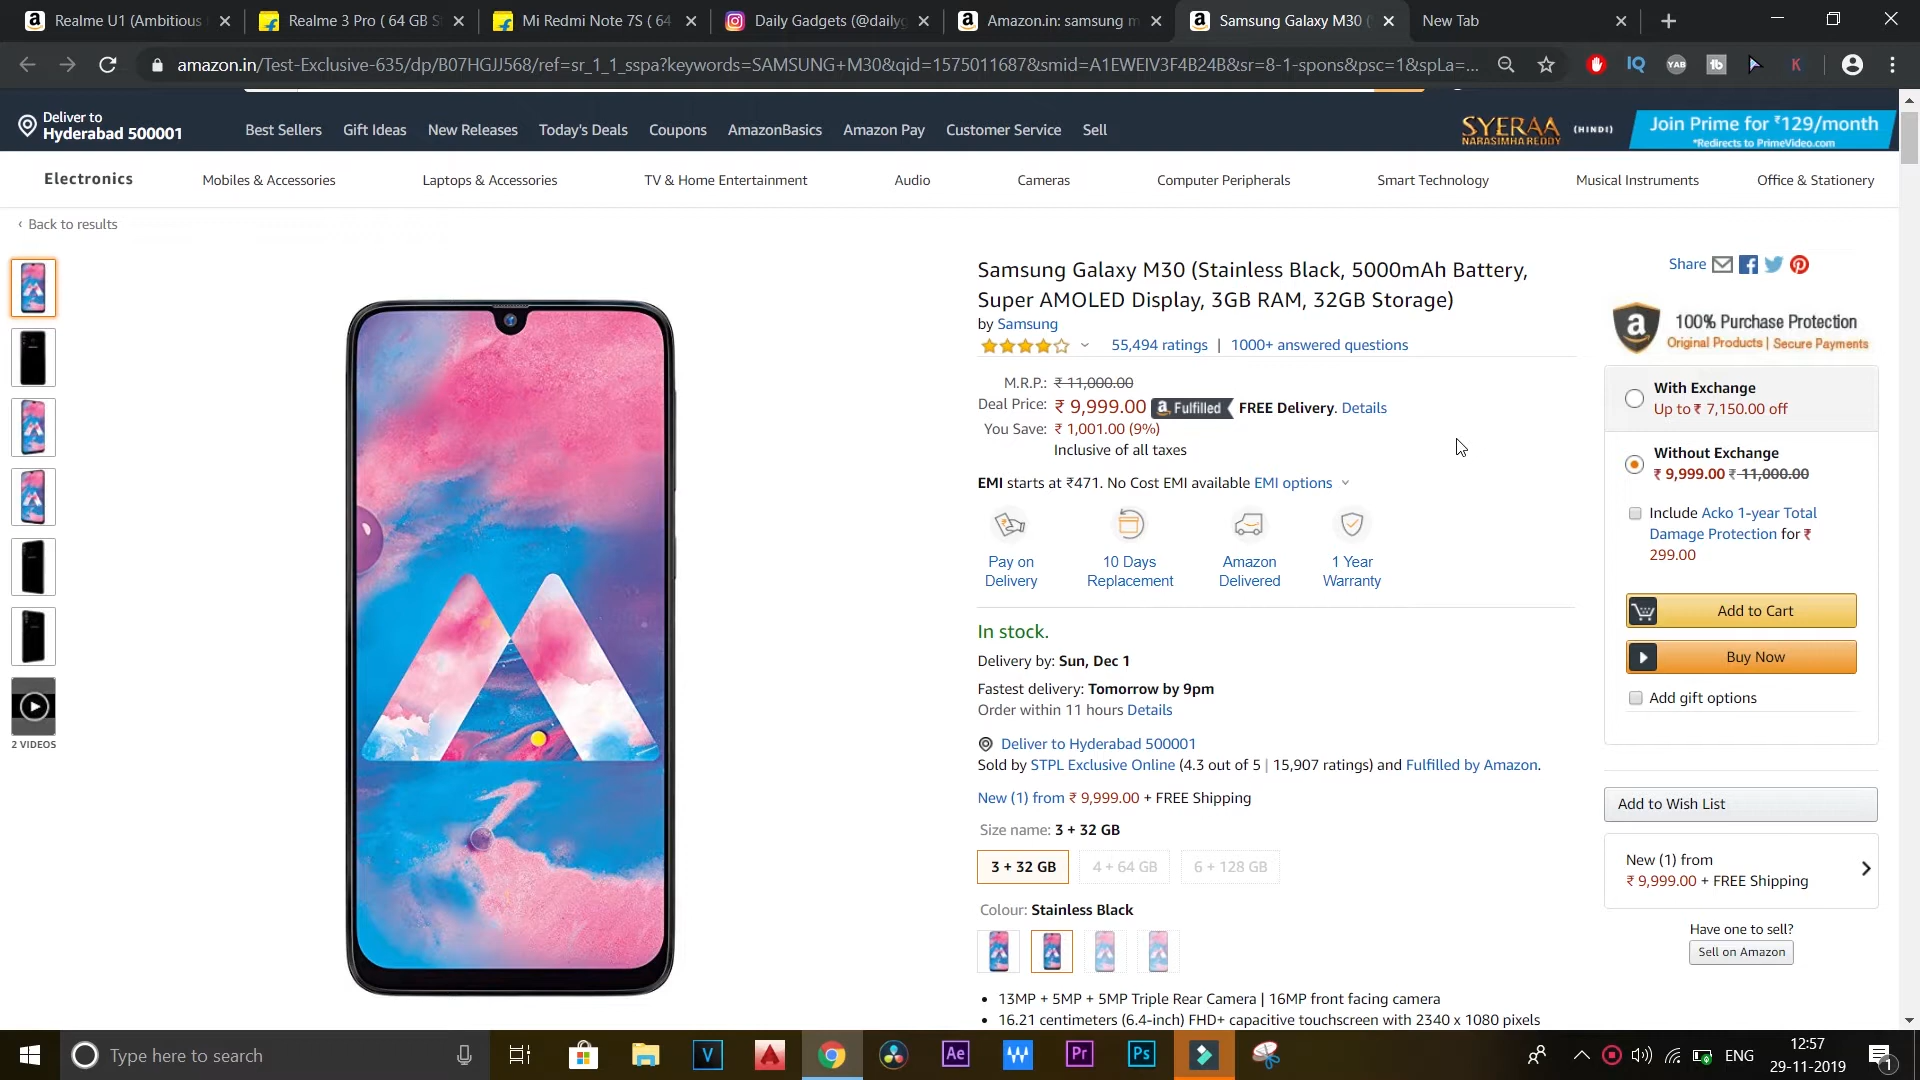 Realme U1 (Ambitious
Realme 3 Pro ( 64 GB S
Mi Redmi Note 7S ( 64
Daily Gadgets (@dailyg
Amazon.in: samsung m
Samsung Galaxy M30 (
New Tab
amazon.in/Test-Exclusive-635/dp/B07HGJJ568/ref=sr_1_1_sspa?keywords=SAMSUNG+M30&qid=1575011687&smid=A1EWEIV3F4B24B&sr=8-1-spons&psc=1&spLa=...
IQ
YAB
tb
K
Deliver to
Hyderabad 500001
Best Sellers
Gift Ideas
New Releases
Today's Deals
Coupons
AmazonBasics
Amazon Pay
Customer Service
Sell
SYERAA
NARASIMHA REDDY
(HINDI)
Join Prime for ₹129/month
*Redirects to PrimeVideo.com
Electronics
Mobiles & Accessories
Laptops & Accessories
TV & Home Entertainment
Audio
Cameras
Computer Peripherals
Smart Technology
Musical Instruments
Office & Stationery
‹ Back to results
2 VIDEOS
Samsung Galaxy M30 (Stainless Black, 5000mAh Battery,
Super AMOLED Display, 3GB RAM, 32GB Storage)
by Samsung
55,494 ratings | 1000+ answered questions
M.R.P.: ₹ 11,000.00
Deal Price: ₹ 9,999.00 a Fulfilled FREE Delivery. Details
You Save: ₹ 1,001.00 (9%)
Inclusive of all taxes
EMI starts at ₹471. No Cost EMI available EMI options
Pay on
Delivery
10 Days
Replacement
Amazon
Delivered
1 Year
Warranty
In stock.
Delivery by: Sun, Dec 1
Fastest delivery: Tomorrow by 9pm
Order within 11 hours Details
Deliver to Hyderabad 500001
Sold by STPL Exclusive Online (4.3 out of 5 | 15,907 ratings) and Fulfilled by Amazon.
New (1) from ₹ 9,999.00 + FREE Shipping
Size name: 3 + 32 GB
3 + 32 GB
4 + 64 GB
6 + 128 GB
Colour: Stainless Black
• 13MP + 5MP + 5MP Triple Rear Camera | 16MP front facing camera
• 16.21 centimeters (6.4-inch) FHD+ capacitive touchscreen with 2340 x 1080 pixels
Share
100% Purchase Protection
Original Products | Secure Payments
With Exchange
Up to ₹ 7,150.00 off
Without Exchange
₹ 9,999.00 ₹ 11,000.00
Include Acko 1-year Total
Damage Protection for ₹
299.00
Add to Cart
Buy Now
Add gift options
Add to Wish List
New (1) from
₹ 9,999.00 + FREE Shipping
Have one to sell?
Sell on Amazon
Type here to search
V
Ae
Pr
Ps
ENG
12:57
29-11-2019
1